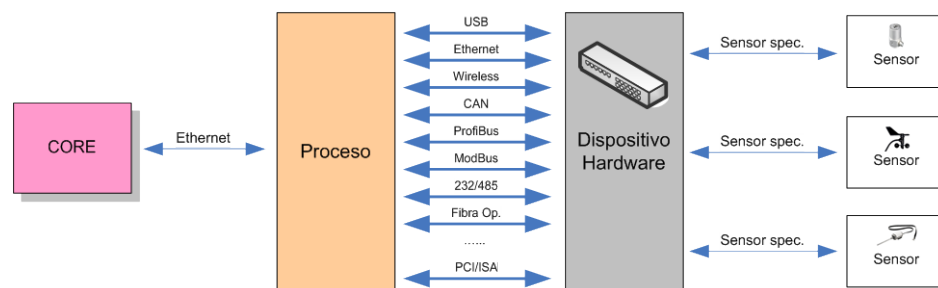 CORE
Ethernet
Proceso
USB
Ethernet
Wireless
CAN
ProfiBus
ModBus
232/485
Fibra Op.
......
PCI/ISA
Dispositivo
Hardware
Sensor spec.
Sensor
Sensor spec.
Sensor
Sensor spec.
Sensor